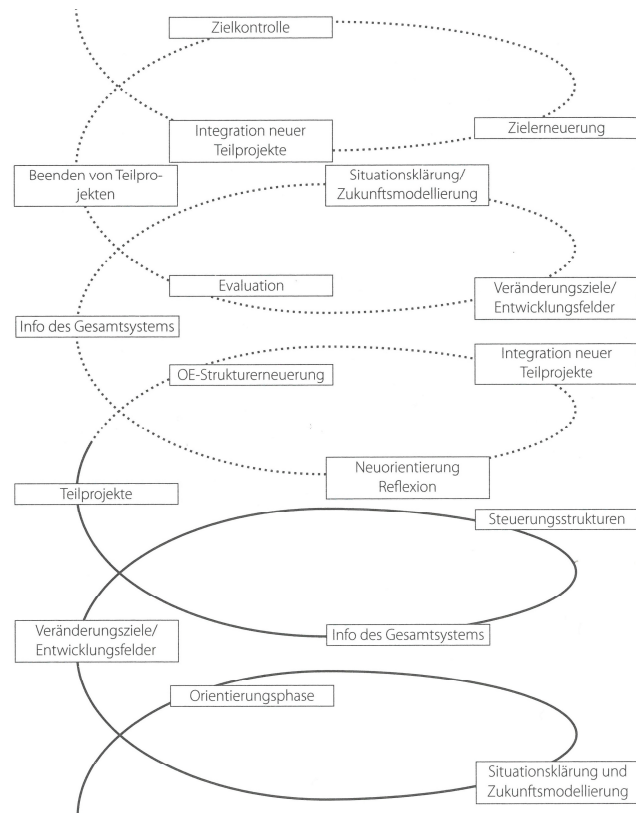 Zielkontrolle
Integration neuer
Teilprojekte
Zielerneuerung
Beenden von Teilpro-
jekten
Situationsklärung/
Zukunftsmodellierung
Evaluation
Veränderungsziele/
Entwicklungsfelder
Info des Gesamtsystems
OE-Strukturerneuerung
Integration neuer
Teilprojekte
Neuorientierung
Reflexion
Teilprojekte
Steuerungsstrukturen
Veränderungsziele/
Entwicklungsfelder
Info des Gesamtsystems
Orientierungsphase
Situationsklärung und
Zukunftsmodellierung